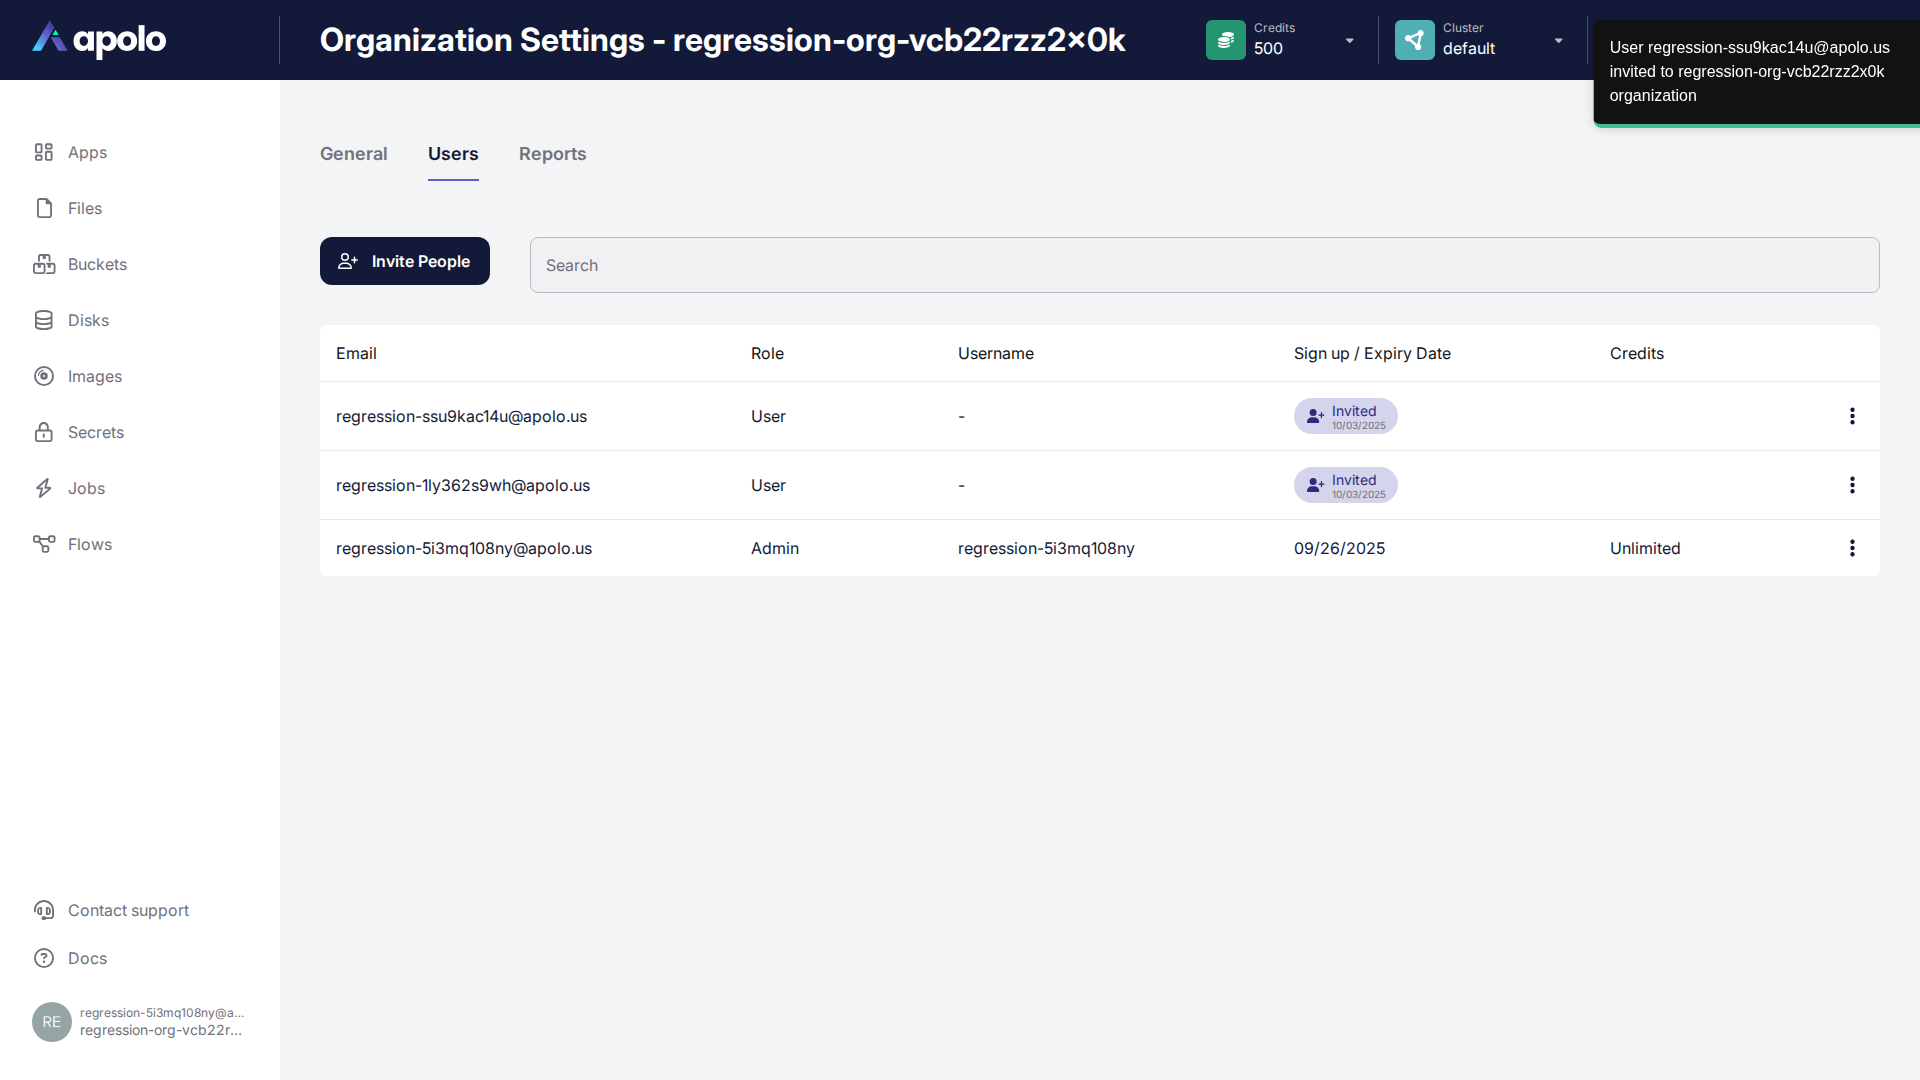 apolo
Organization Settings - regression-org-vcb22rzz2x0k
Credits
500
Cluster
default
User regression-ssu9kac14u@apolo.us
invited to regression-org-vcb22rzz2x0k
organization
Apps
Files
Buckets
Disks
Images
Secrets
Jobs
Flows
Contact support
Docs
RE
regression-5i3mq108ny@a...
regression-org-vcb22r...
General Users Reports
Invite People
Search
Email Role Username Sign up / Expiry Date Credits
regression-ssu9kac14u@apolo.us User - Invited
10/03/2025
regression-1ly362s9wh@apolo.us User - Invited
10/03/2025
regression-5i3mq108ny@apolo.us Admin regression-5i3mq108ny 09/26/2025 Unlimited